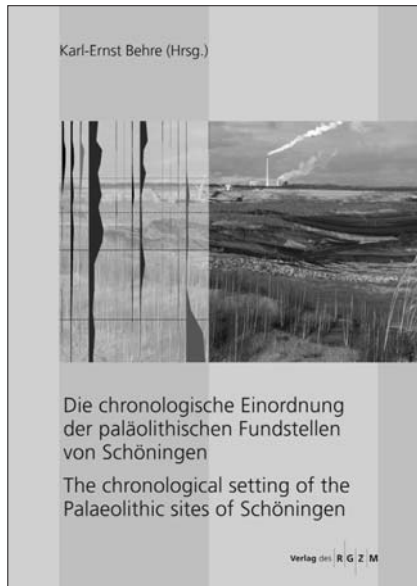 Karl-Ernst Behre (Hrsg.)
Die chronologische Einordnung
der paläolithischen Fundstellen
von Schöningen
The chronological setting of the
Palaeolithic sites of Schöningen
Verlag des R G Z M